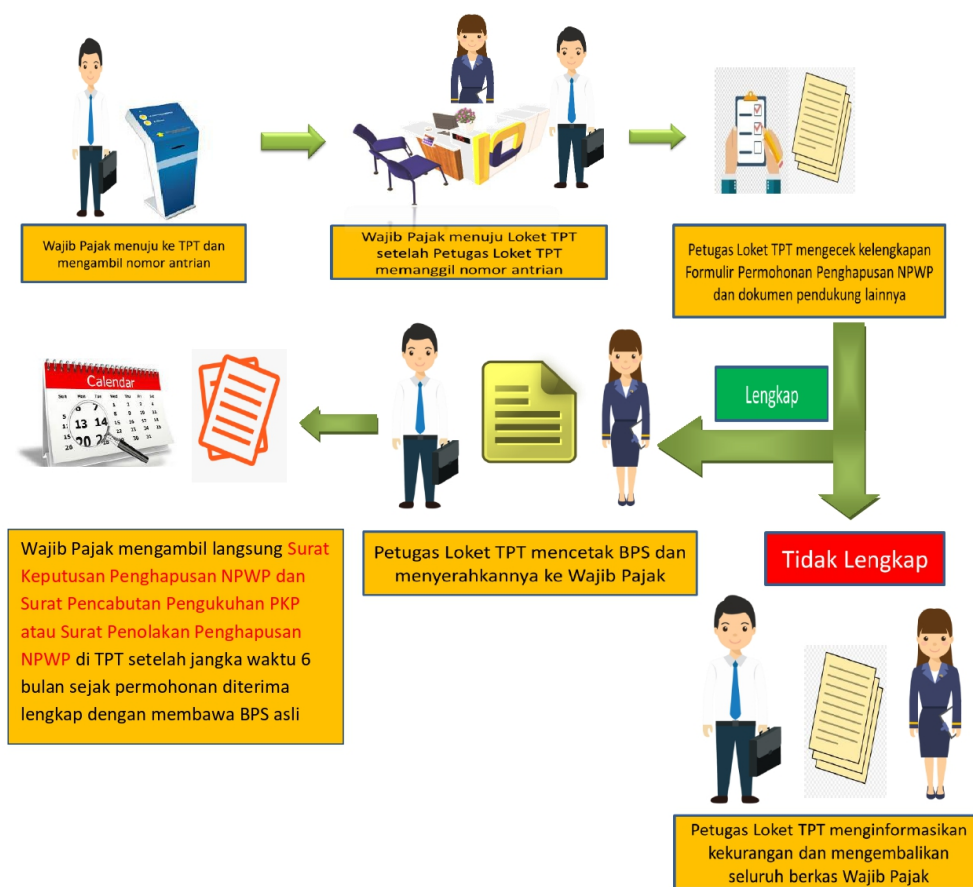 Wajib Pajak menuju ke TPT dan
mengambil nomor antrian
Wajib Pajak menuju Loket TPT
setelah Petugas Loket TPT
memanggil nomor antrian
Petugas Loket TPT mengecek kelengkapan
Formulir Permohonan Penghapusan NPWP
dan dokumen pendukung lainnya
Lengkap
Tidak Lengkap
Calendar
13 14
Petugas Loket TPT mencetak BPS dan
menyerahkannya ke Wajib Pajak
Wajib Pajak mengambil langsung Surat
Keputusan Penghapusan NPWP dan
Surat Pencabutan Pengukuhan PKP
atau Surat Penolakan Penghapusan
NPWP di TPT setelah jangka waktu 6
bulan sejak permohonan diterima
lengkap dengan membawa BPS asli
Petugas Loket TPT menginformasikan
kekurangan dan mengembalikan
seluruh berkas Wajib Pajak